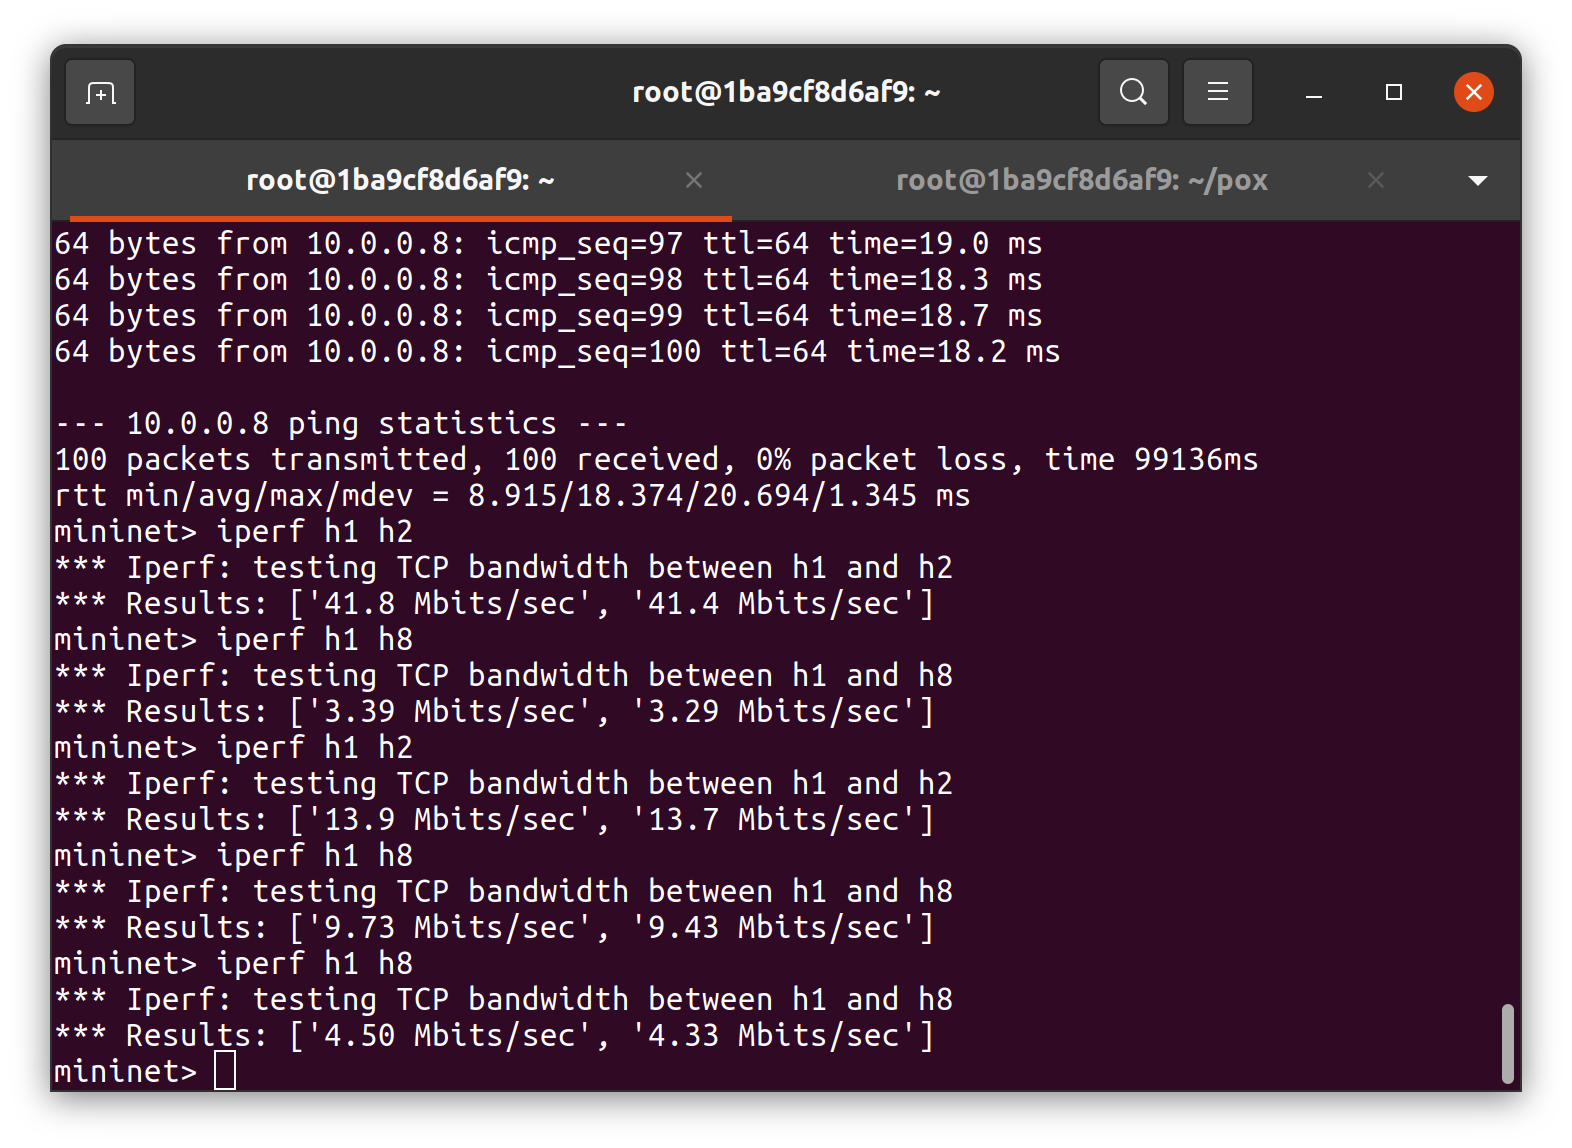 root@1ba9cf8d6af9: ~
root@1ba9cf8d6af9: ~
root@1ba9cf8d6af9: ~/pox
64 bytes from 10.0.0.8: icmp_seq=97 ttl=64 time=19.0 ms
64 bytes from 10.0.0.8: icmp_seq=98 ttl=64 time=18.3 ms
64 bytes from 10.0.0.8: icmp_seq=99 ttl=64 time=18.7 ms
64 bytes from 10.0.0.8: icmp_seq=100 ttl=64 time=18.2 ms
--- 10.0.0.8 ping statistics ---
100 packets transmitted, 100 received, 0% packet loss, time 99136ms
rtt min/avg/max/mdev = 8.915/18.374/20.694/1.345 ms
mininet> iperf h1 h2
*** Iperf: testing TCP bandwidth between h1 and h2
*** Results: ['41.8 Mbits/sec', '41.4 Mbits/sec']
mininet> iperf h1 h8
*** Iperf: testing TCP bandwidth between h1 and h8
*** Results: ['3.39 Mbits/sec', '3.29 Mbits/sec']
mininet> iperf h1 h2
*** Iperf: testing TCP bandwidth between h1 and h2
*** Results: ['13.9 Mbits/sec', '13.7 Mbits/sec']
mininet> iperf h1 h8
*** Iperf: testing TCP bandwidth between h1 and h8
*** Results: ['9.73 Mbits/sec', '9.43 Mbits/sec']
mininet> iperf h1 h8
*** Iperf: testing TCP bandwidth between h1 and h8
*** Results: ['4.50 Mbits/sec', '4.33 Mbits/sec']
mininet>